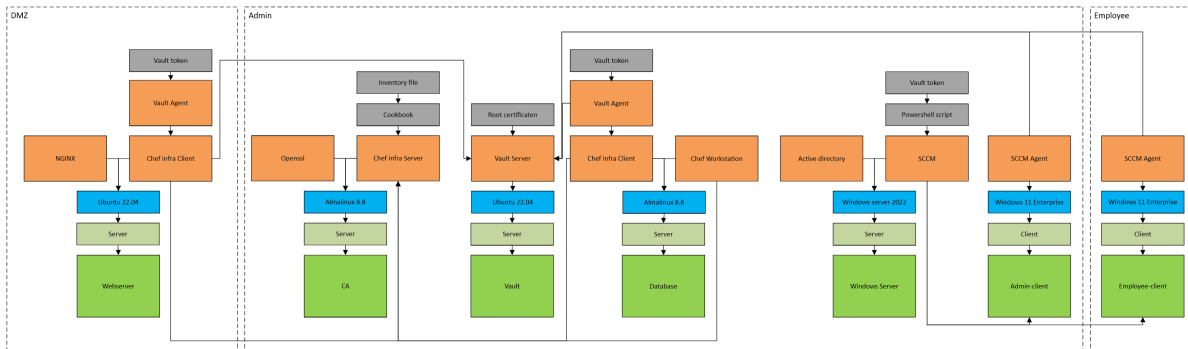 DMZ
Admin
Employee
Vault token
Vault token
Inventory file
Vault token
Vault Agent
Vault Agent
Cookbook
Root certificaten
Powershell script
NGINX
Chef infra Client
Openssl
Chef infra Server
Vault Server
Chef infra Client
Chef Workstation
Active directory
SCCM
SCCM Agent
SCCM Agent
Ubuntu 22.04
Almalinux 8.8
Ubuntu 22.04
Almalinux 8.8
Windows server 2022
Windows 11 Enterprise
Windows 11 Enterprise
Server
Server
Server
Server
Server
Client
Client
Webserver
CA
Vault
Database
Windows Server
Admin-client
Employee-client